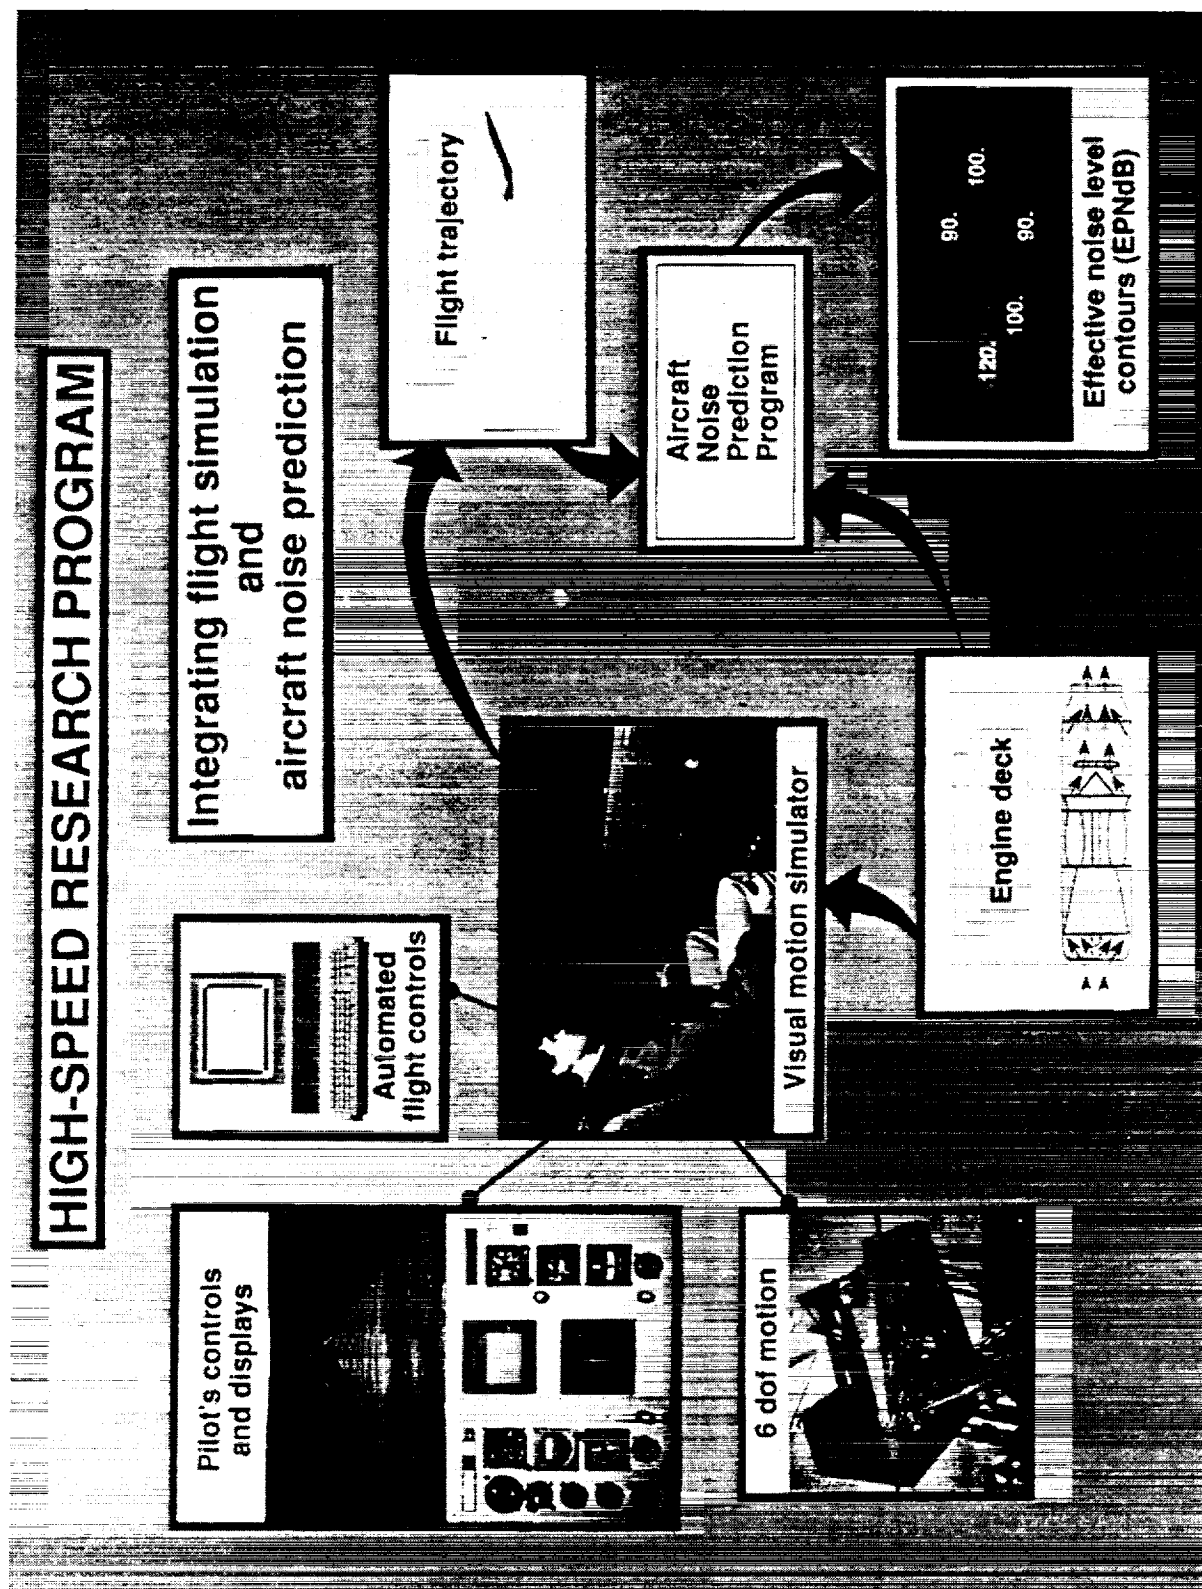 HIGH-SPEED RESEARCH PROGRAM
Integrating flight simulation
and
aircraft noise prediction
Pilot's controls
and displays
Automated
flight controls
Flight trajectory
6 dof motion
Visual motion simulator
Aircraft
Noise
Prediction
Program
Engine deck
100.
90.
90.
100.
120.
Effective noise level
contours (EPNdB)